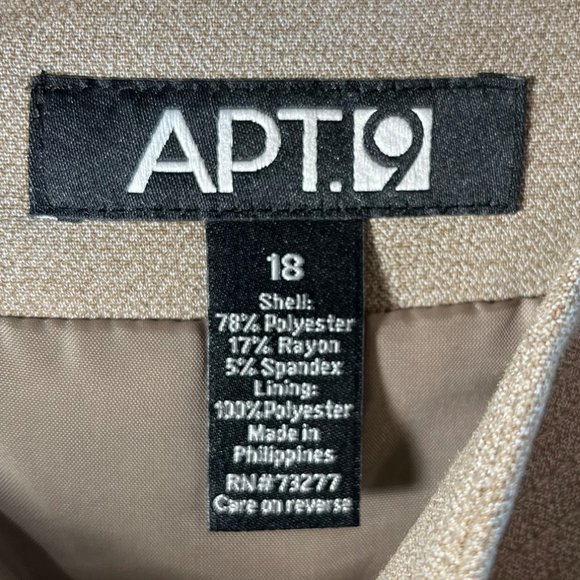 APT.9
18
Shell:
78% Polyester
17% Rayon
5% Spandex
Lining:
100%Polyester
Made in
Philippines
RN#73277
Care on reverse